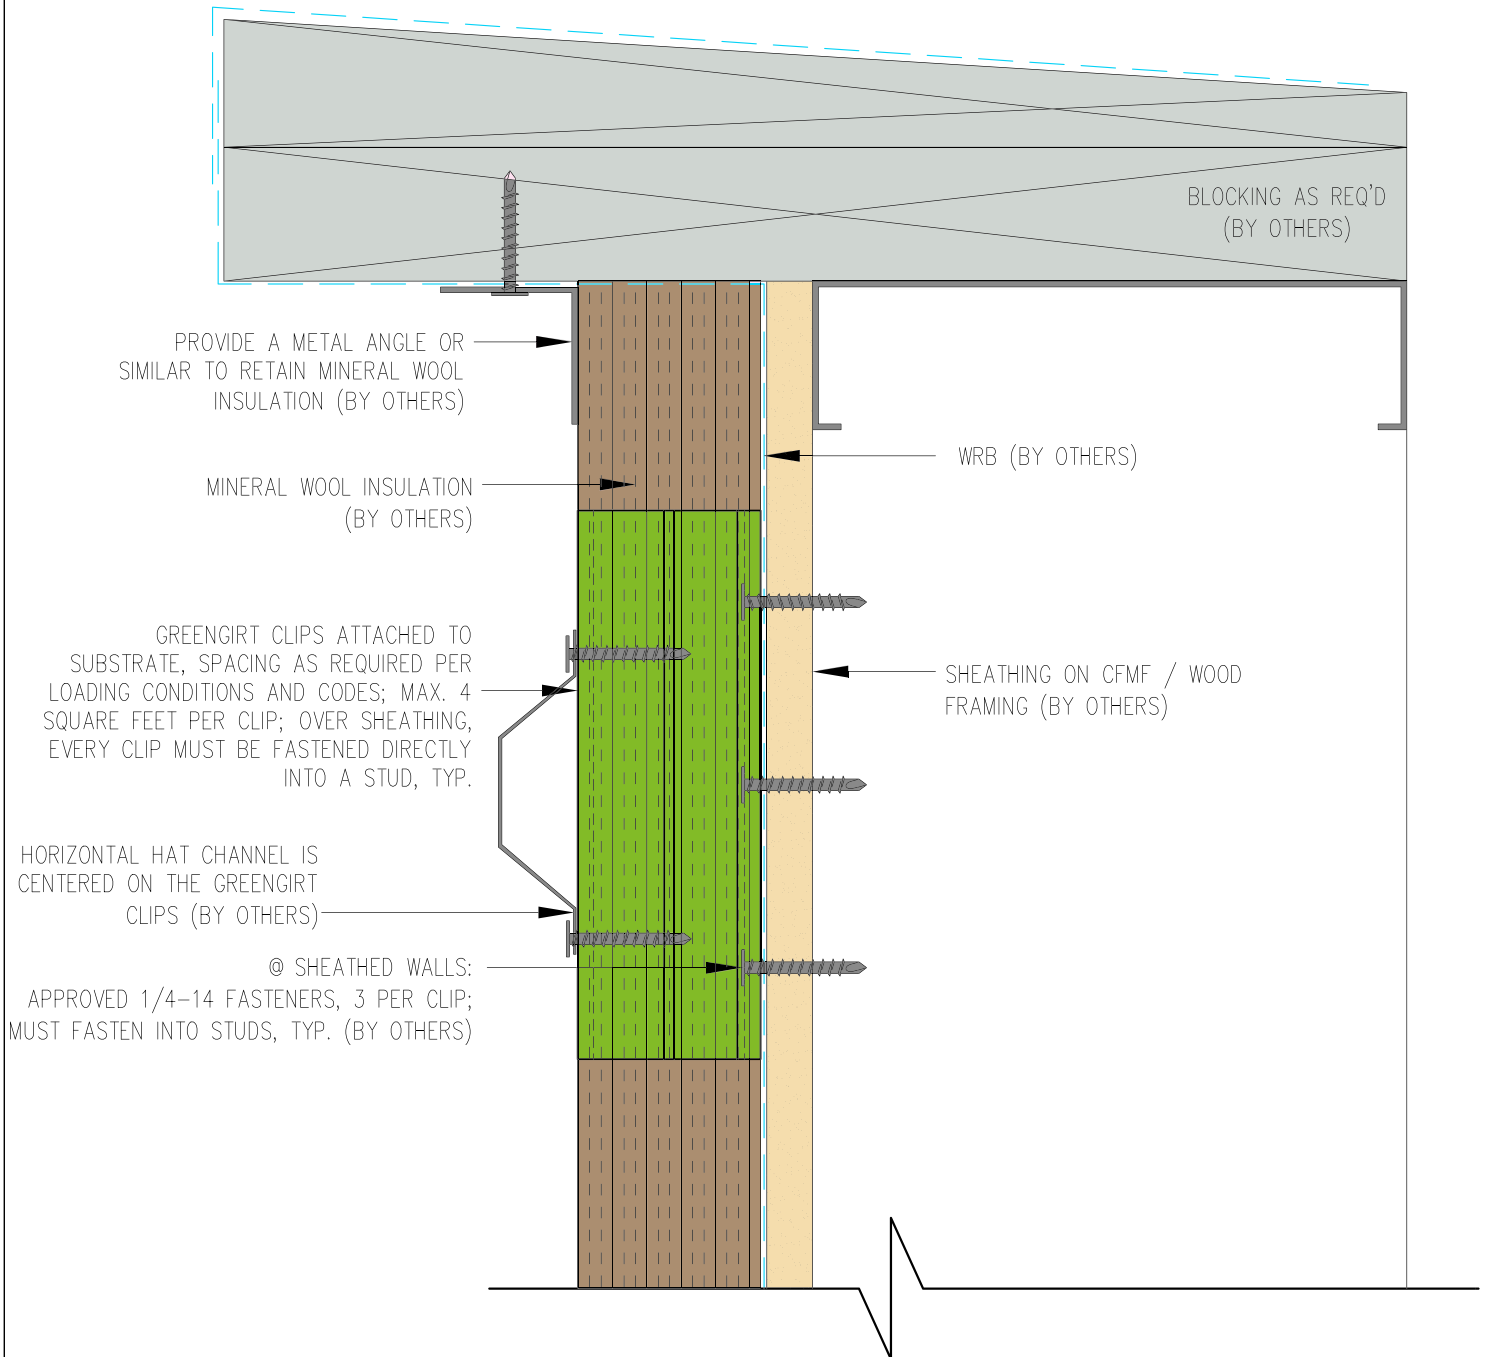 BLOCKING AS REQ'D
(BY OTHERS)
PROVIDE A METAL ANGLE OR
SIMILAR TO RETAIN MINERAL WOOL
INSULATION (BY OTHERS)
WRB (BY OTHERS)
MINERAL WOOL INSULATION
(BY OTHERS)
GREENGIRT CLIPS ATTACHED TO
SUBSTRATE, SPACING AS REQUIRED PER
LOADING CONDITIONS AND CODES; MAX. 4
SQUARE FEET PER CLIP; OVER SHEATHING,
EVERY CLIP MUST BE FASTENED DIRECTLY
INTO A STUD, TYP.
SHEATHING ON CFMF / WOOD
FRAMING (BY OTHERS)
HORIZONTAL HAT CHANNEL IS
CENTERED ON THE GREENGIRT
CLIPS (BY OTHERS)
@ SHEATHED WALLS:
APPROVED 1/4-14 FASTENERS, 3 PER CLIP;
MUST FASTEN INTO STUDS, TYP. (BY OTHERS)